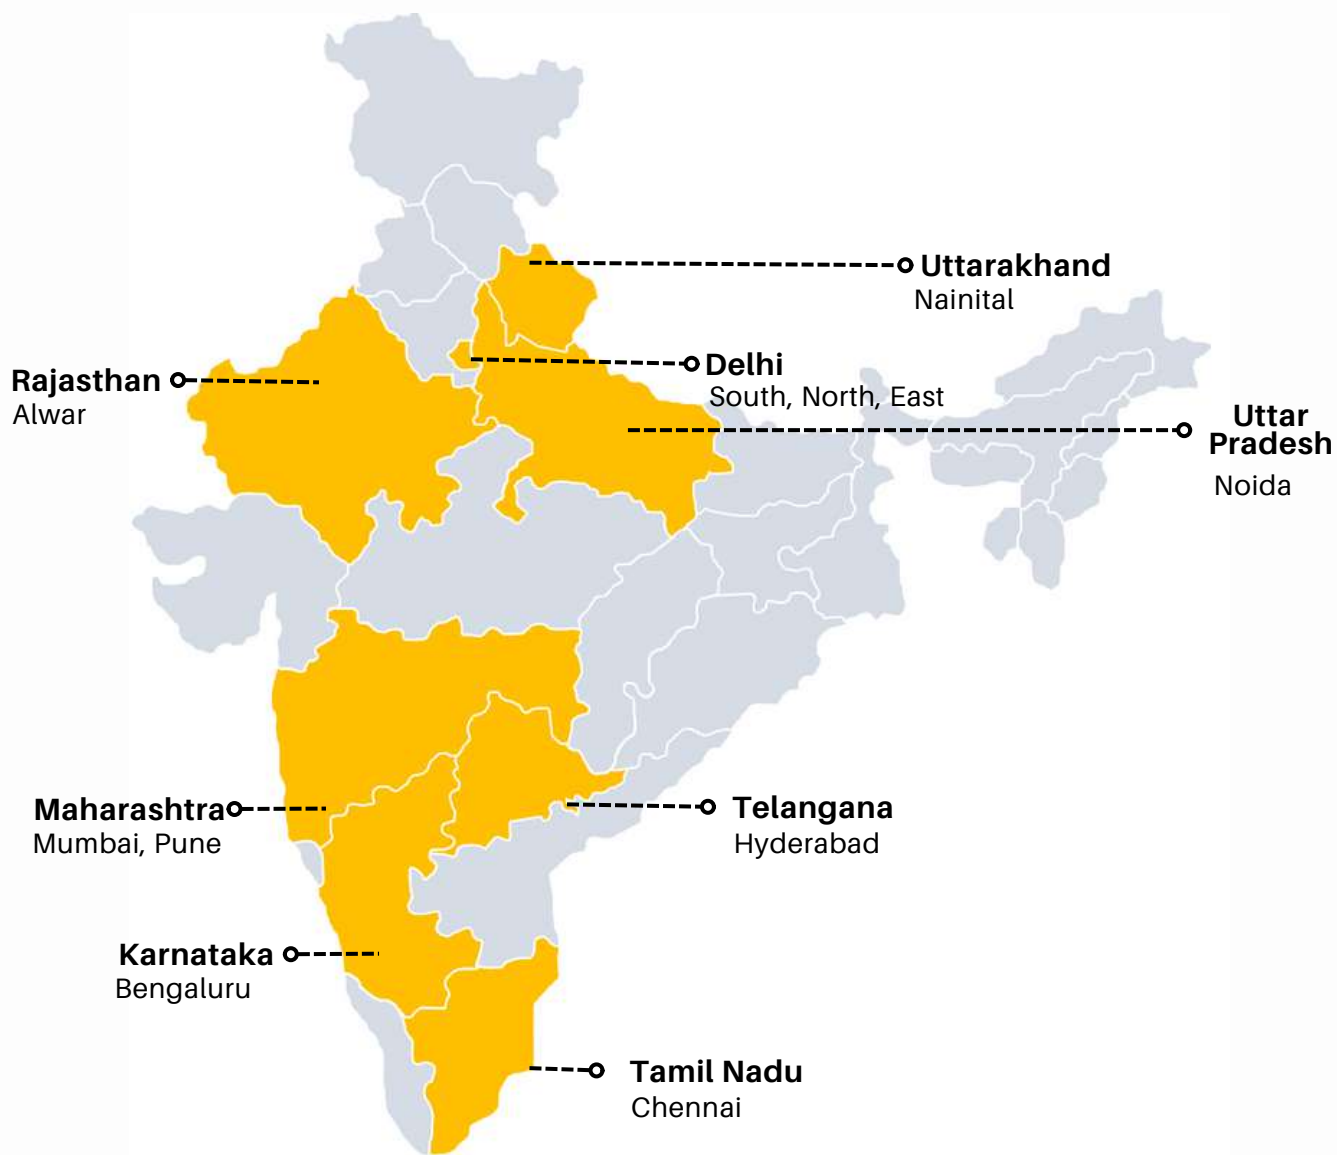 Uttarakhand
Nainital
Delhi
South, North, East
Rajasthan
Alwar
Uttar
Pradesh
Noida
Maharashtra
Mumbai, Pune
Telangana
Hyderabad
Karnataka
Bengaluru
Tamil Nadu
Chennai